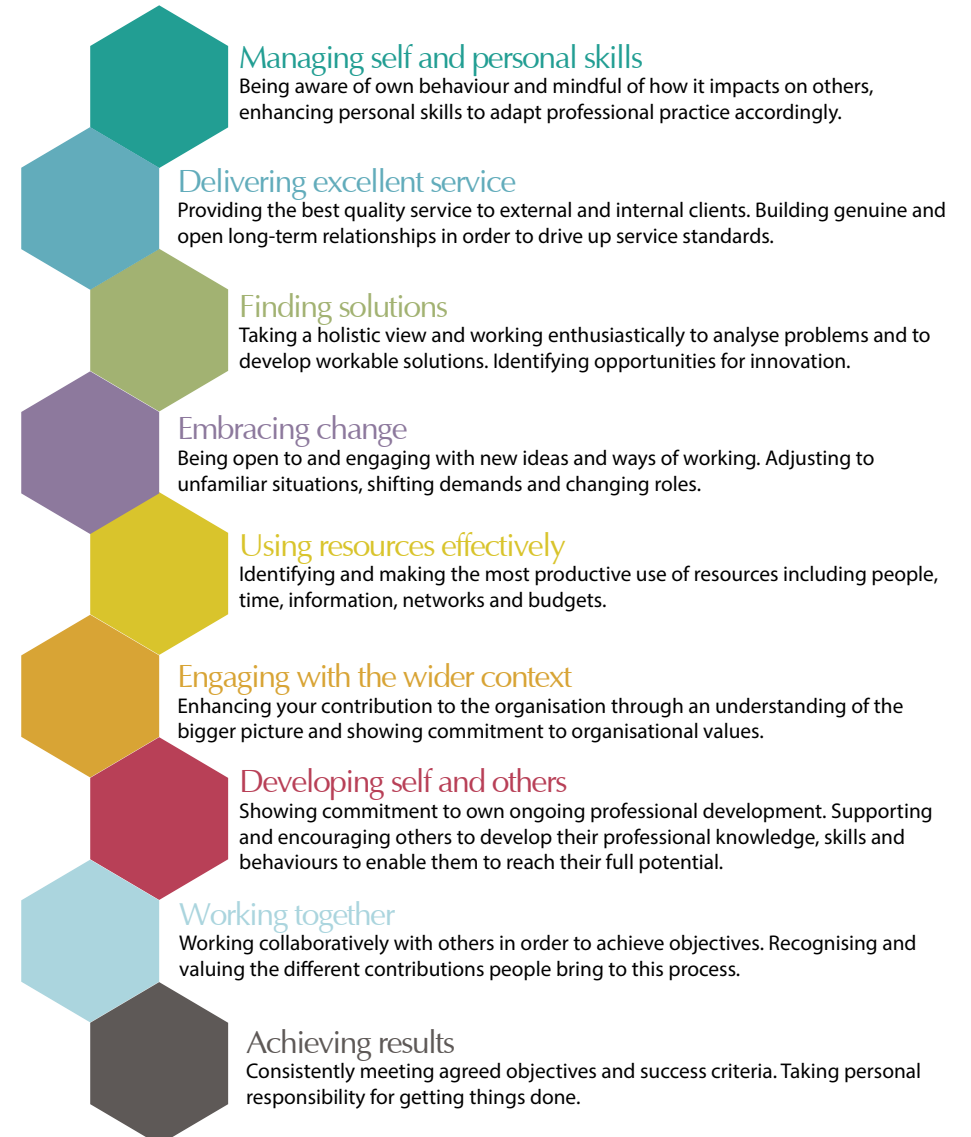 Managing self and personal skills
Being aware of own behaviour and mindful of how it impacts on others,
enhancing personal skills to adapt professional practice accordingly.
Delivering excellent service
Providing the best quality service to external and internal clients. Building genuine and
open long-term relationships in order to drive up service standards.
Finding solutions
Taking a holistic view and working enthusiastically to analyse problems and to
develop workable solutions. Identifying opportunities for innovation.
Embracing change
Being open to and engaging with new ideas and ways of working. Adjusting to
unfamiliar situations, shifting demands and changing roles.
Using resources effectively
Identifying and making the most productive use of resources including people,
time, information, networks and budgets.
Engaging with the wider context
Enhancing your contribution to the organisation through an understanding of the
bigger picture and showing commitment to organisational values.
Developing self and others
Showing commitment to own ongoing professional development. Supporting
and encouraging others to develop their professional knowledge, skills and
behaviours to enable them to reach their full potential.
Working together
Working collaboratively with others in order to achieve objectives. Recognising and
valuing the different contributions people bring to this process.
Achieving results
Consistently meeting agreed objectives and success criteria. Taking personal
responsibility for getting things done.